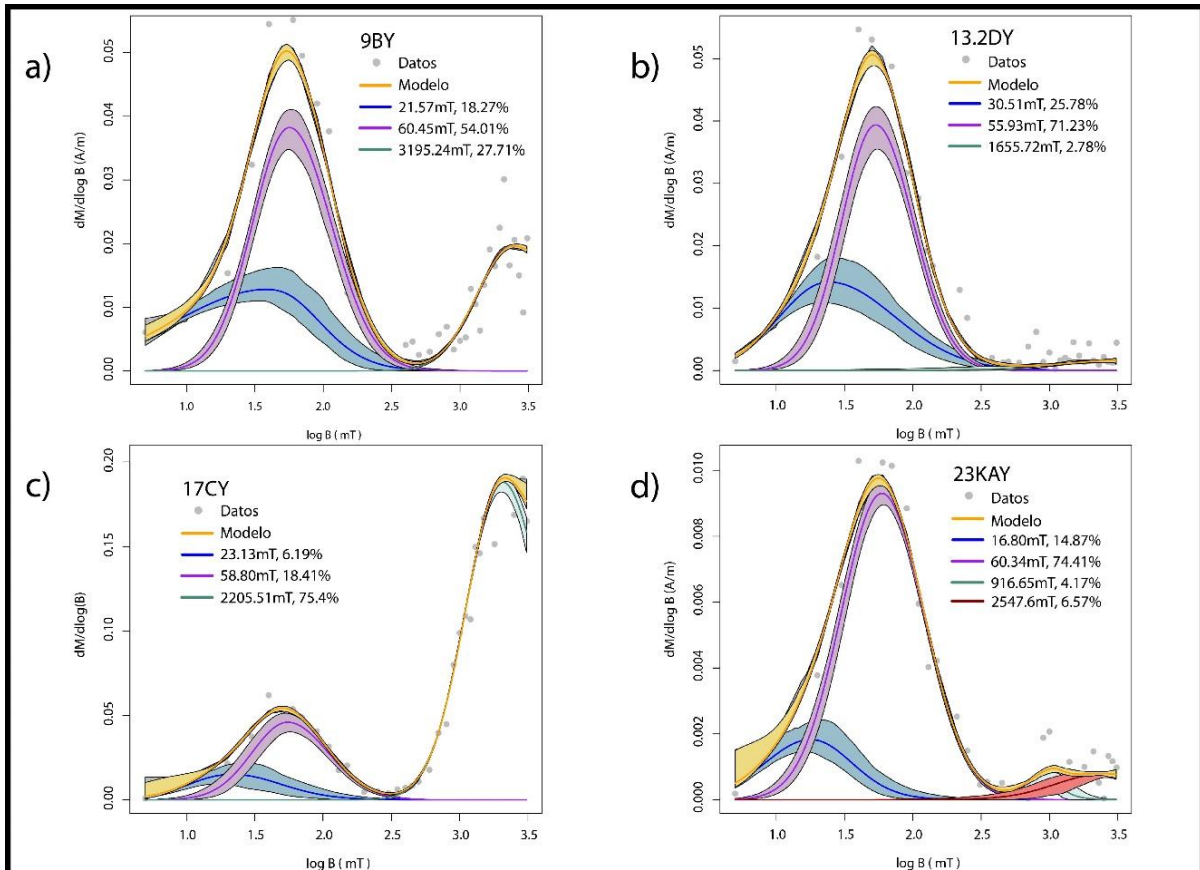 a)
9BY
Datos
Modelo
21.57mT, 18.27%
60.45mT, 54.01%
3195.24mT, 27.71%
dM/dlog B (A/m)
0.05
0.04
0.03
0.02
0.01
0.00
1.0 1.5 2.0 2.5 3.0 3.5
log B ( mT )
b)
13.2DY
Datos
Modelo
30.51mT, 25.78%
55.93mT, 71.23%
1655.72mT, 2.78%
dM/dlog B (A/m)
0.05
0.04
0.03
0.02
0.01
0.00
1.0 1.5 2.0 2.5 3.0 3.5
log B ( mT )
c)
17CY
Datos
Modelo
23.13mT, 6.19%
58.80mT, 18.41%
2205.51mT, 75.4%
dM/dlog(B)
0.20
0.15
0.10
0.05
0.00
1.0 1.5 2.0 2.5 3.0 3.5
log B ( mT )
d)
23KAY
Datos
Modelo
16.80mT, 14.87%
60.34mT, 74.41%
916.65mT, 4.17%
2547.6mT, 6.57%
dM/dlog B (A/m)
0.010
0.008
0.006
0.004
0.002
0.000
1.0 1.5 2.0 2.5 3.0 3.5
log B ( mT )